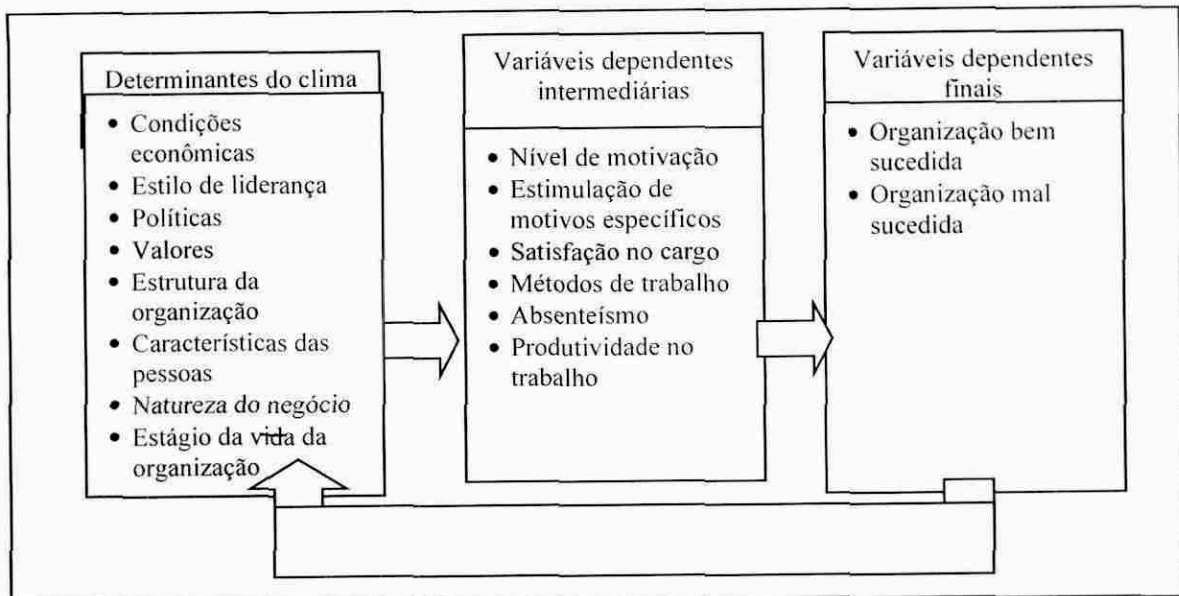 Determinantes do clima
• Condições
econômicas
• Estilo de liderança
• Políticas
• Valores
• Estrutura da
organização
• Características das
pessoas
• Natureza do negócio
• Estágio da vida da
organização
Variáveis dependentes
intermediárias
• Nível de motivação
• Estimulação de
motivos específicos
• Satisfação no cargo
• Métodos de trabalho
• Absenteísmo
• Produtividade no
trabalho
Variáveis dependentes
finais
• Organização bem
sucedida
• Organização mal
sucedida